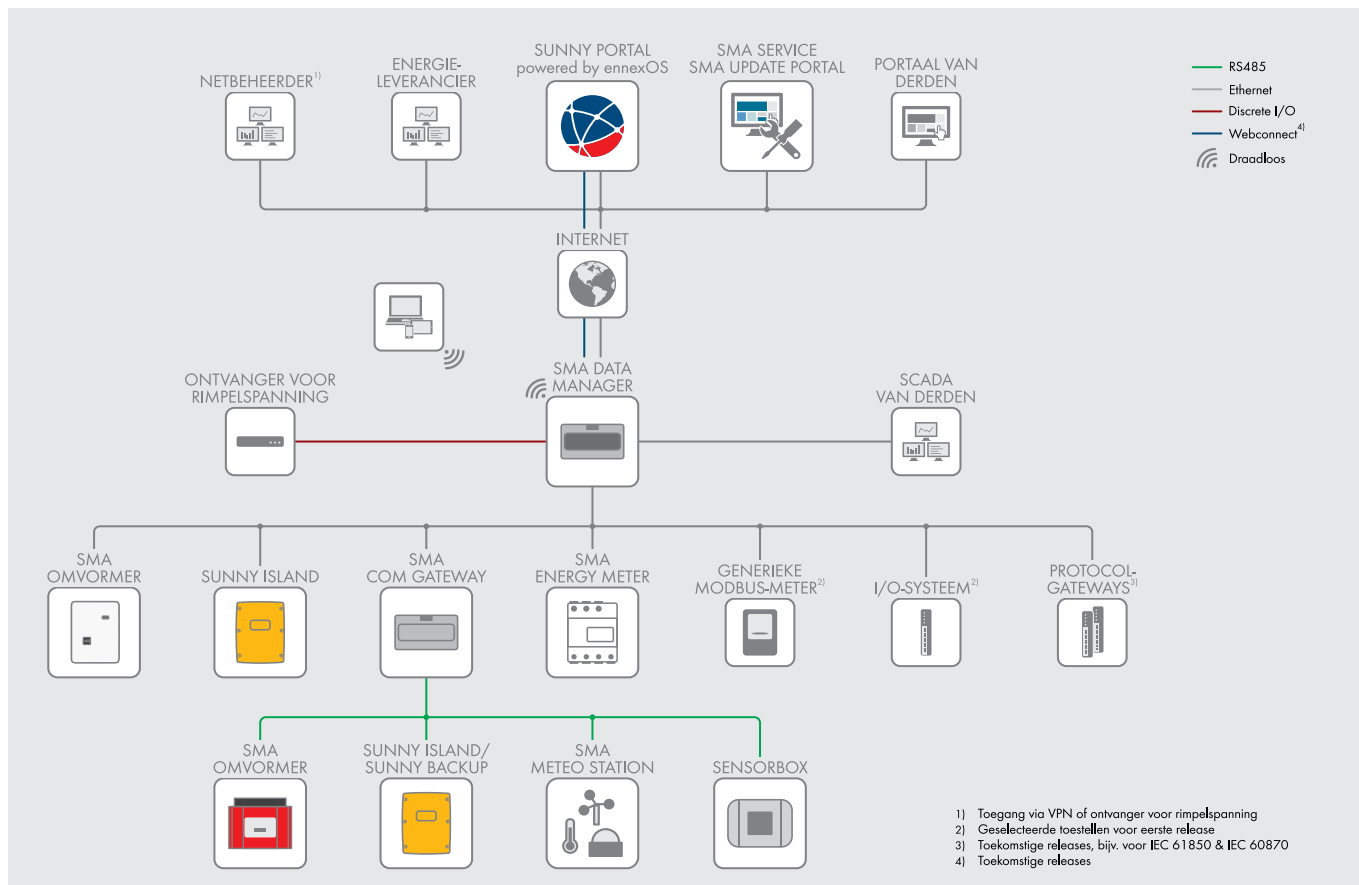 NETBEHEERDER1)
ENERGIE-
LEVERANCIER
SUNNY PORTAL
powered by ennexOS
SMA SERVICE
SMA UPDATE PORTAL
PORTAAL VAN
DERDEN
RS485
Ethernet
Discrete I/O
Webconnect4)
Draadloos
INTERNET
ONTVANGER VOOR
RIMPELSPANNING
SMA DATA
MANAGER
SCADA
VAN DERDEN
SMA
OMVORMER
SUNNY ISLAND
SMA
COM GATEWAY
SMA
ENERGY METER
GENERIEKE
MODBUS-METER2)
I/O-SYSTEEM2)
PROTOCOL-
GATEWAYS3)
SMA
OMVORMER
SUNNY ISLAND/
SUNNY BACKUP
SMA
METEO STATION
SENSORBOX
1) Toegang via VPN of ontvanger voor rimpelspanning
2) Geselecteerde toestellen voor eerste release
3) Toekomstige releases, bijv. voor IEC 61850 & IEC 60870
4) Toekomstige releases